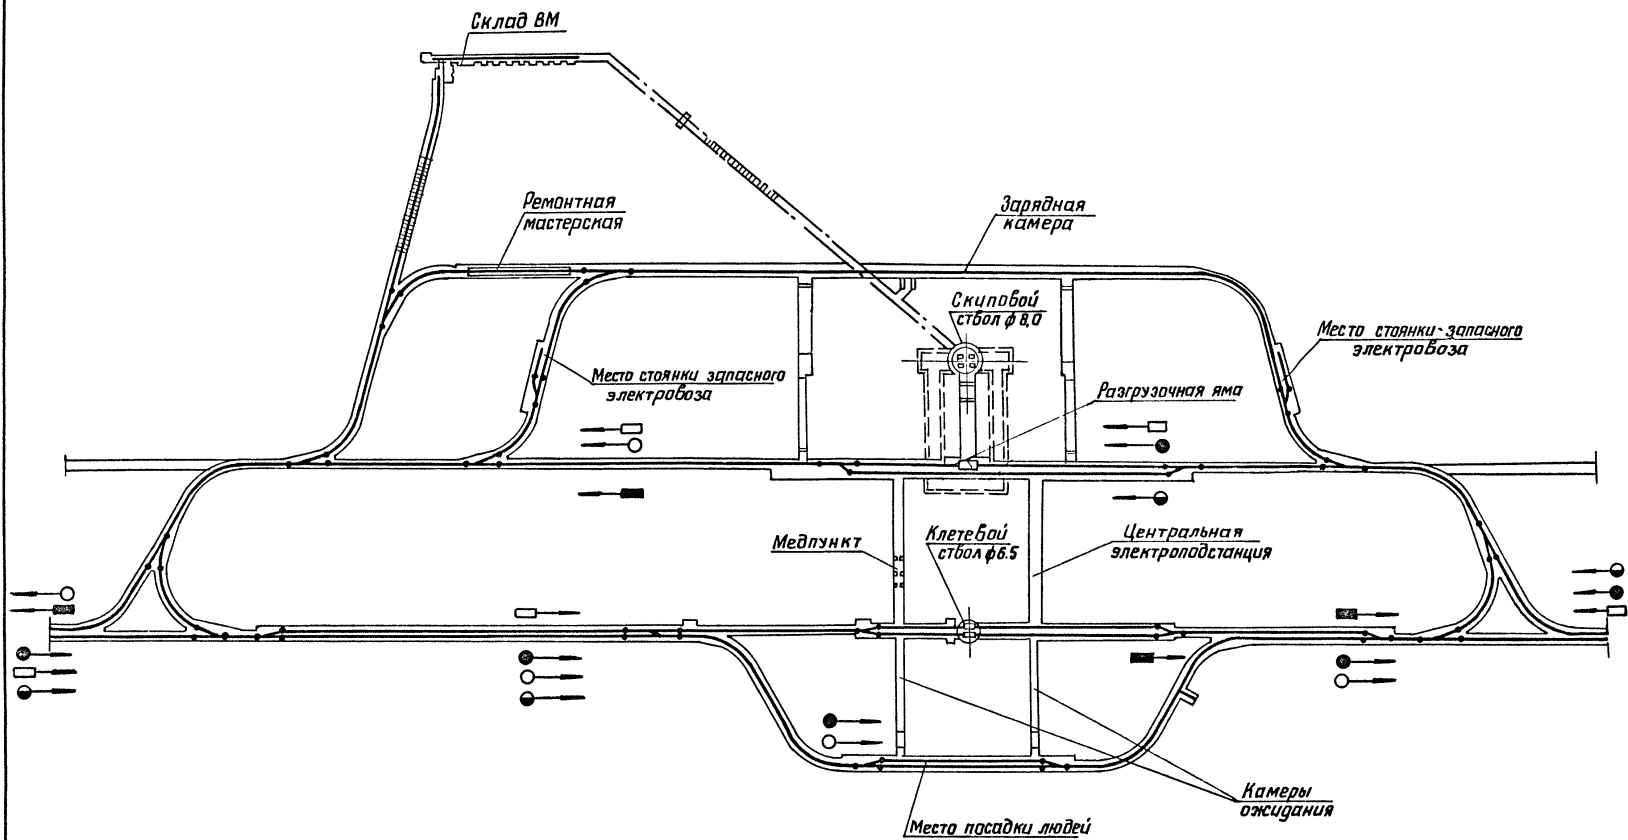 Склад ВМ
Ремонтная
мастерская
Зарядная
камера
Скиповой
ствол ϕ 8,0
Место стоянки запасного
электровоза
Место стоянки-запасного
электровоза
Разгрузочная яма
Медпункт
Клетевой
ствол ϕ6.5
Центральная
электроподстанция
Камеры
ожидания
Место посадки людей